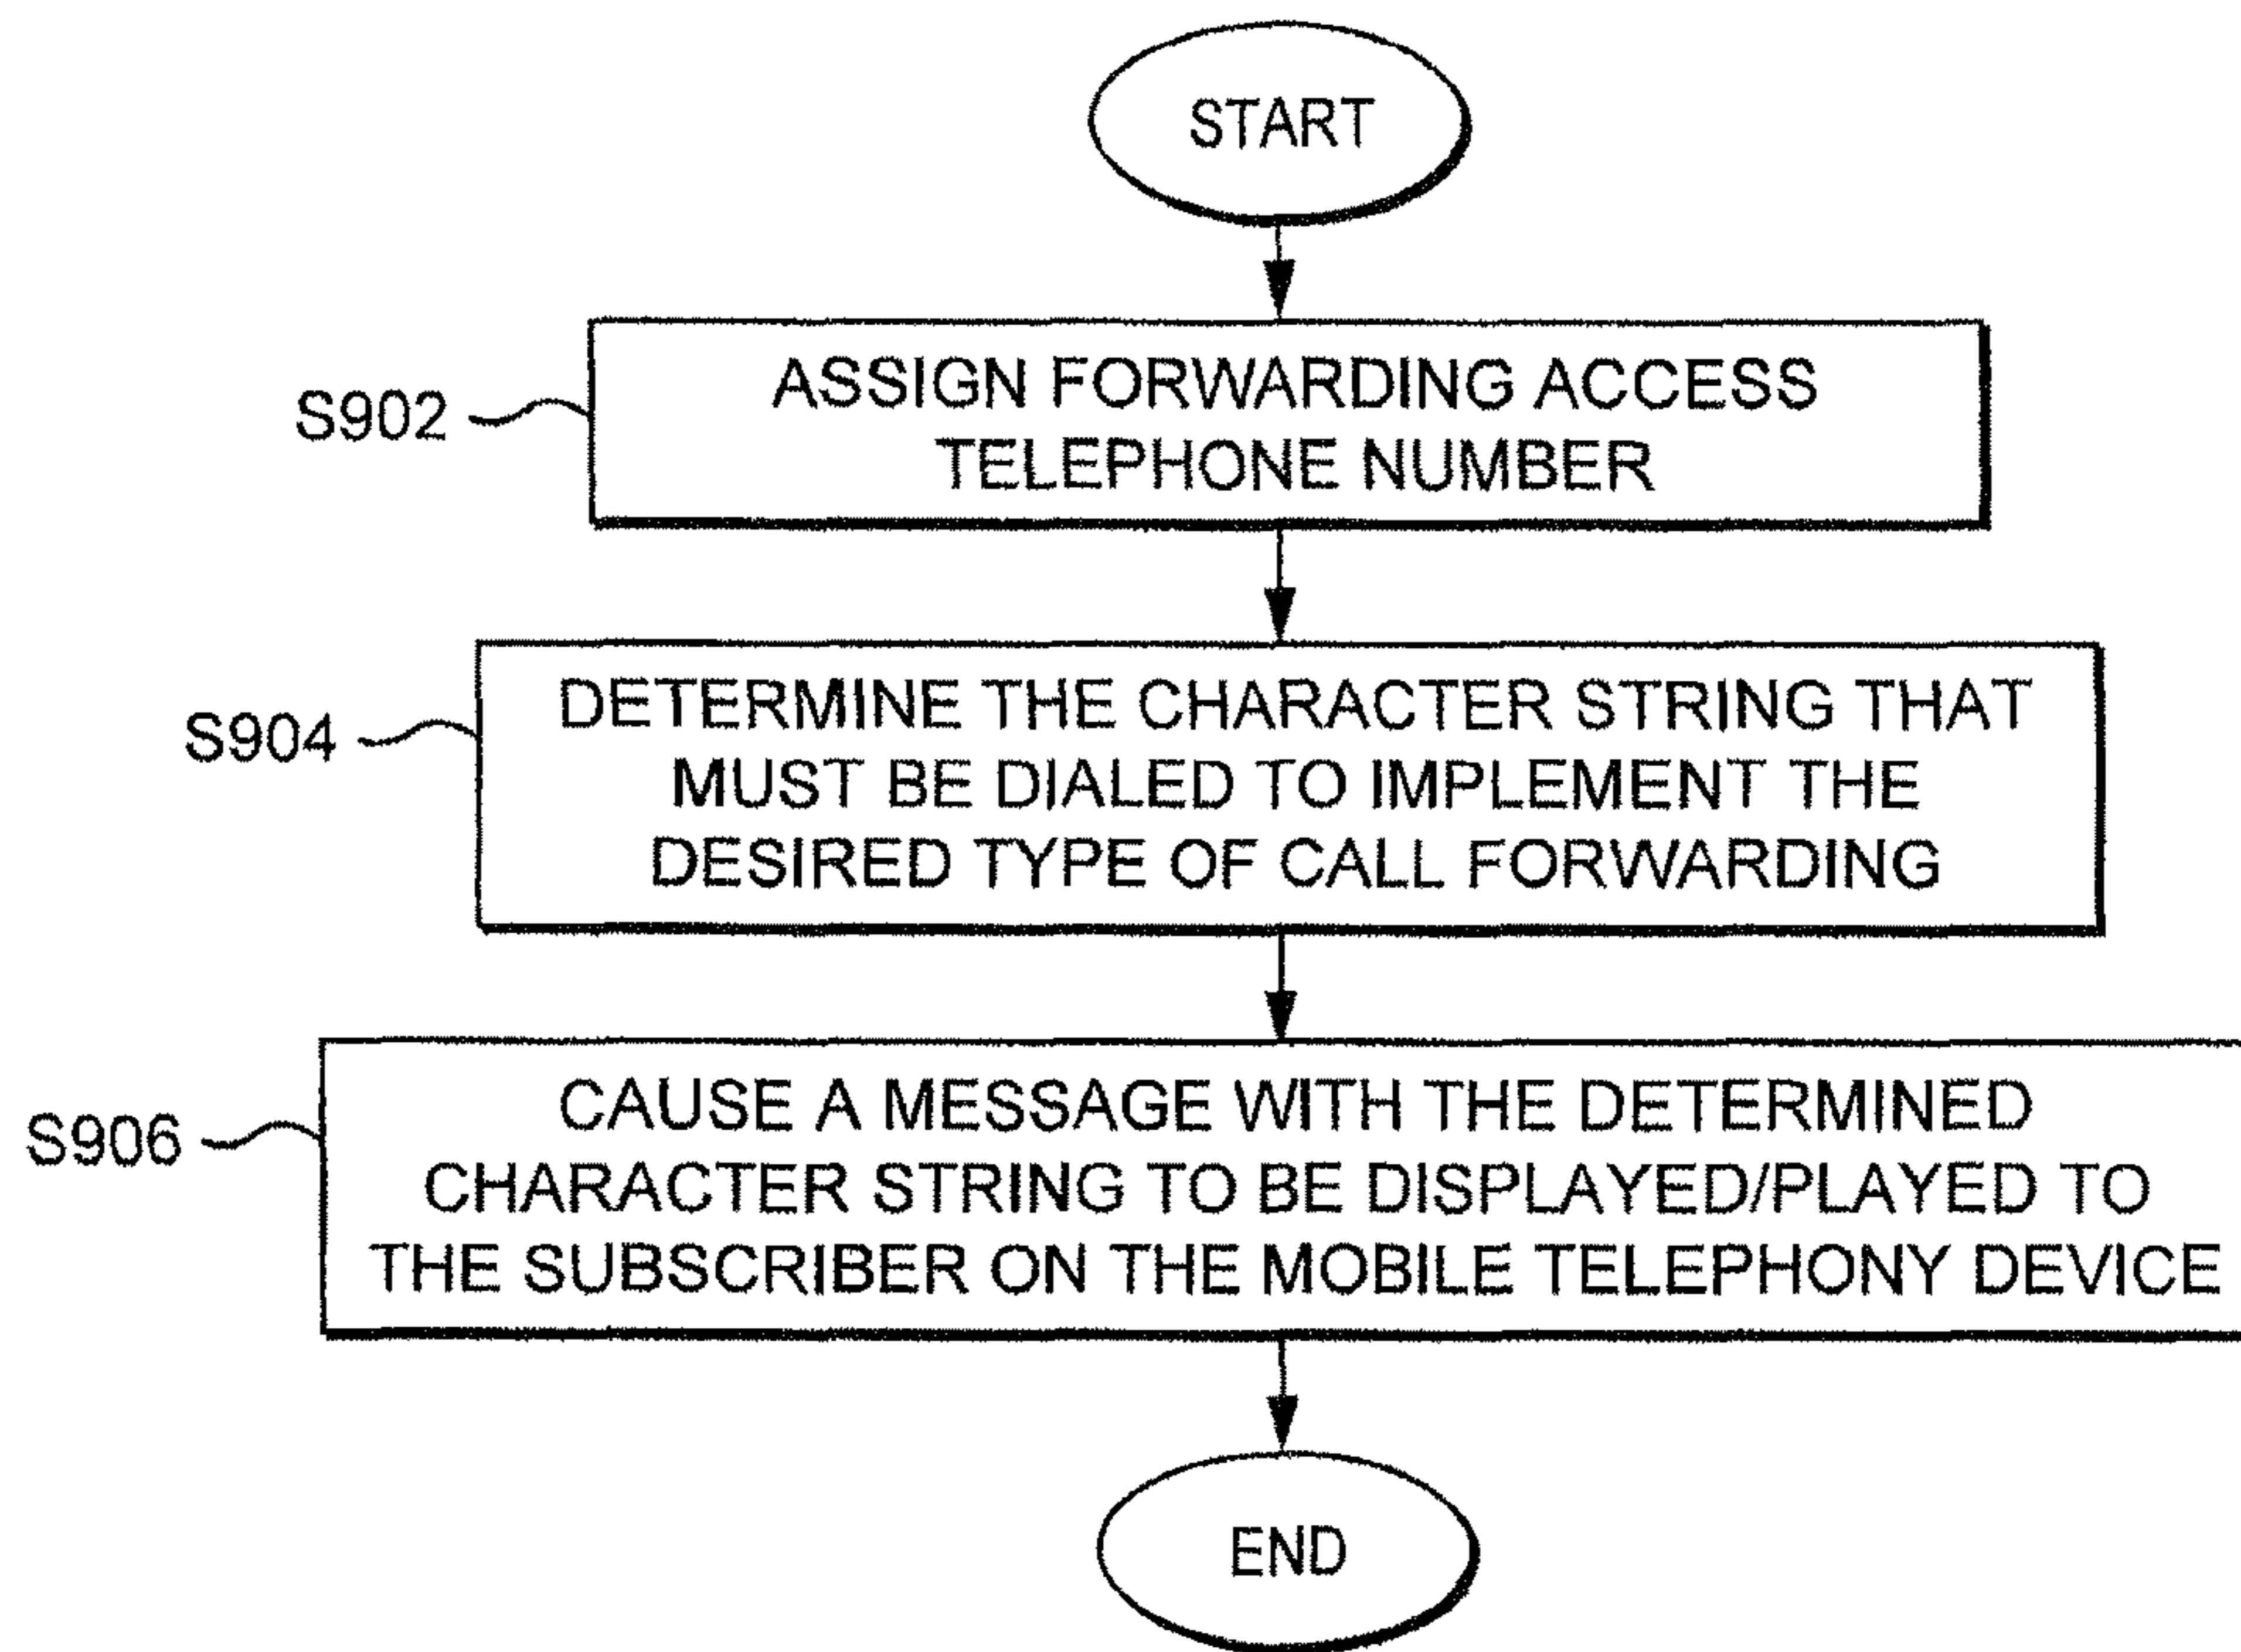 START
S902
ASSIGN FORWARDING ACCESS
TELEPHONE NUMBER
S904
DETERMINE THE CHARACTER STRING THAT
MUST BE DIALED TO IMPLEMENT THE
DESIRED TYPE OF CALL FORWARDING
S906
CAUSE A MESSAGE WITH THE DETERMINED
CHARACTER STRING TO BE DISPLAYED/PLAYED TO
THE SUBSCRIBER ON THE MOBILE TELEPHONY DEVICE
END